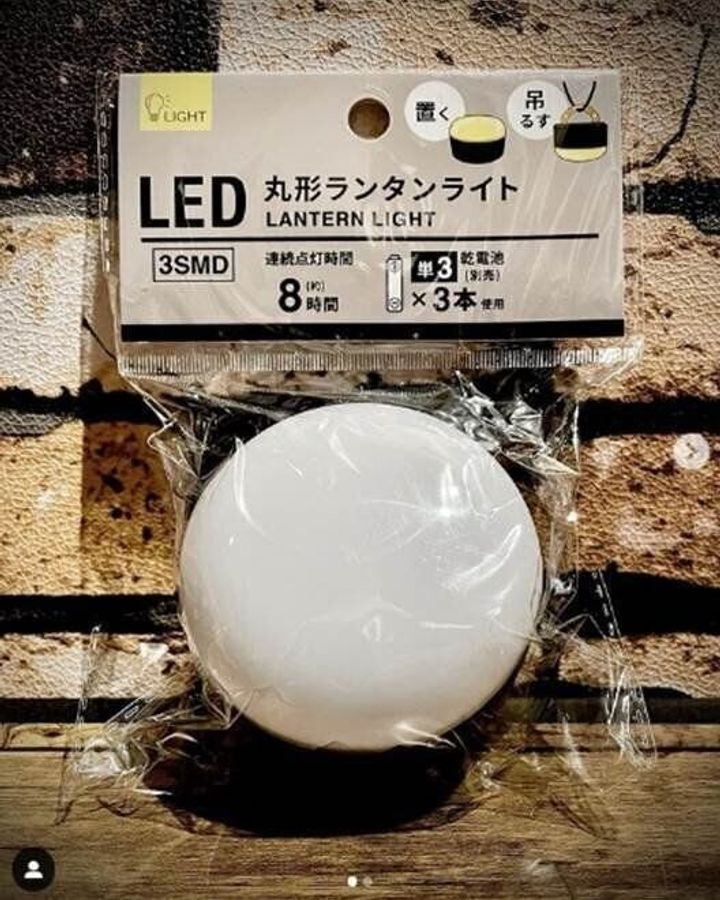 LIGHT
置く
吊
るす
LED 丸形ランタンライト
LANTERN LIGHT
3SMD
連続点灯時間
8(約)時間
単3乾電池
(別売)
×3本使用